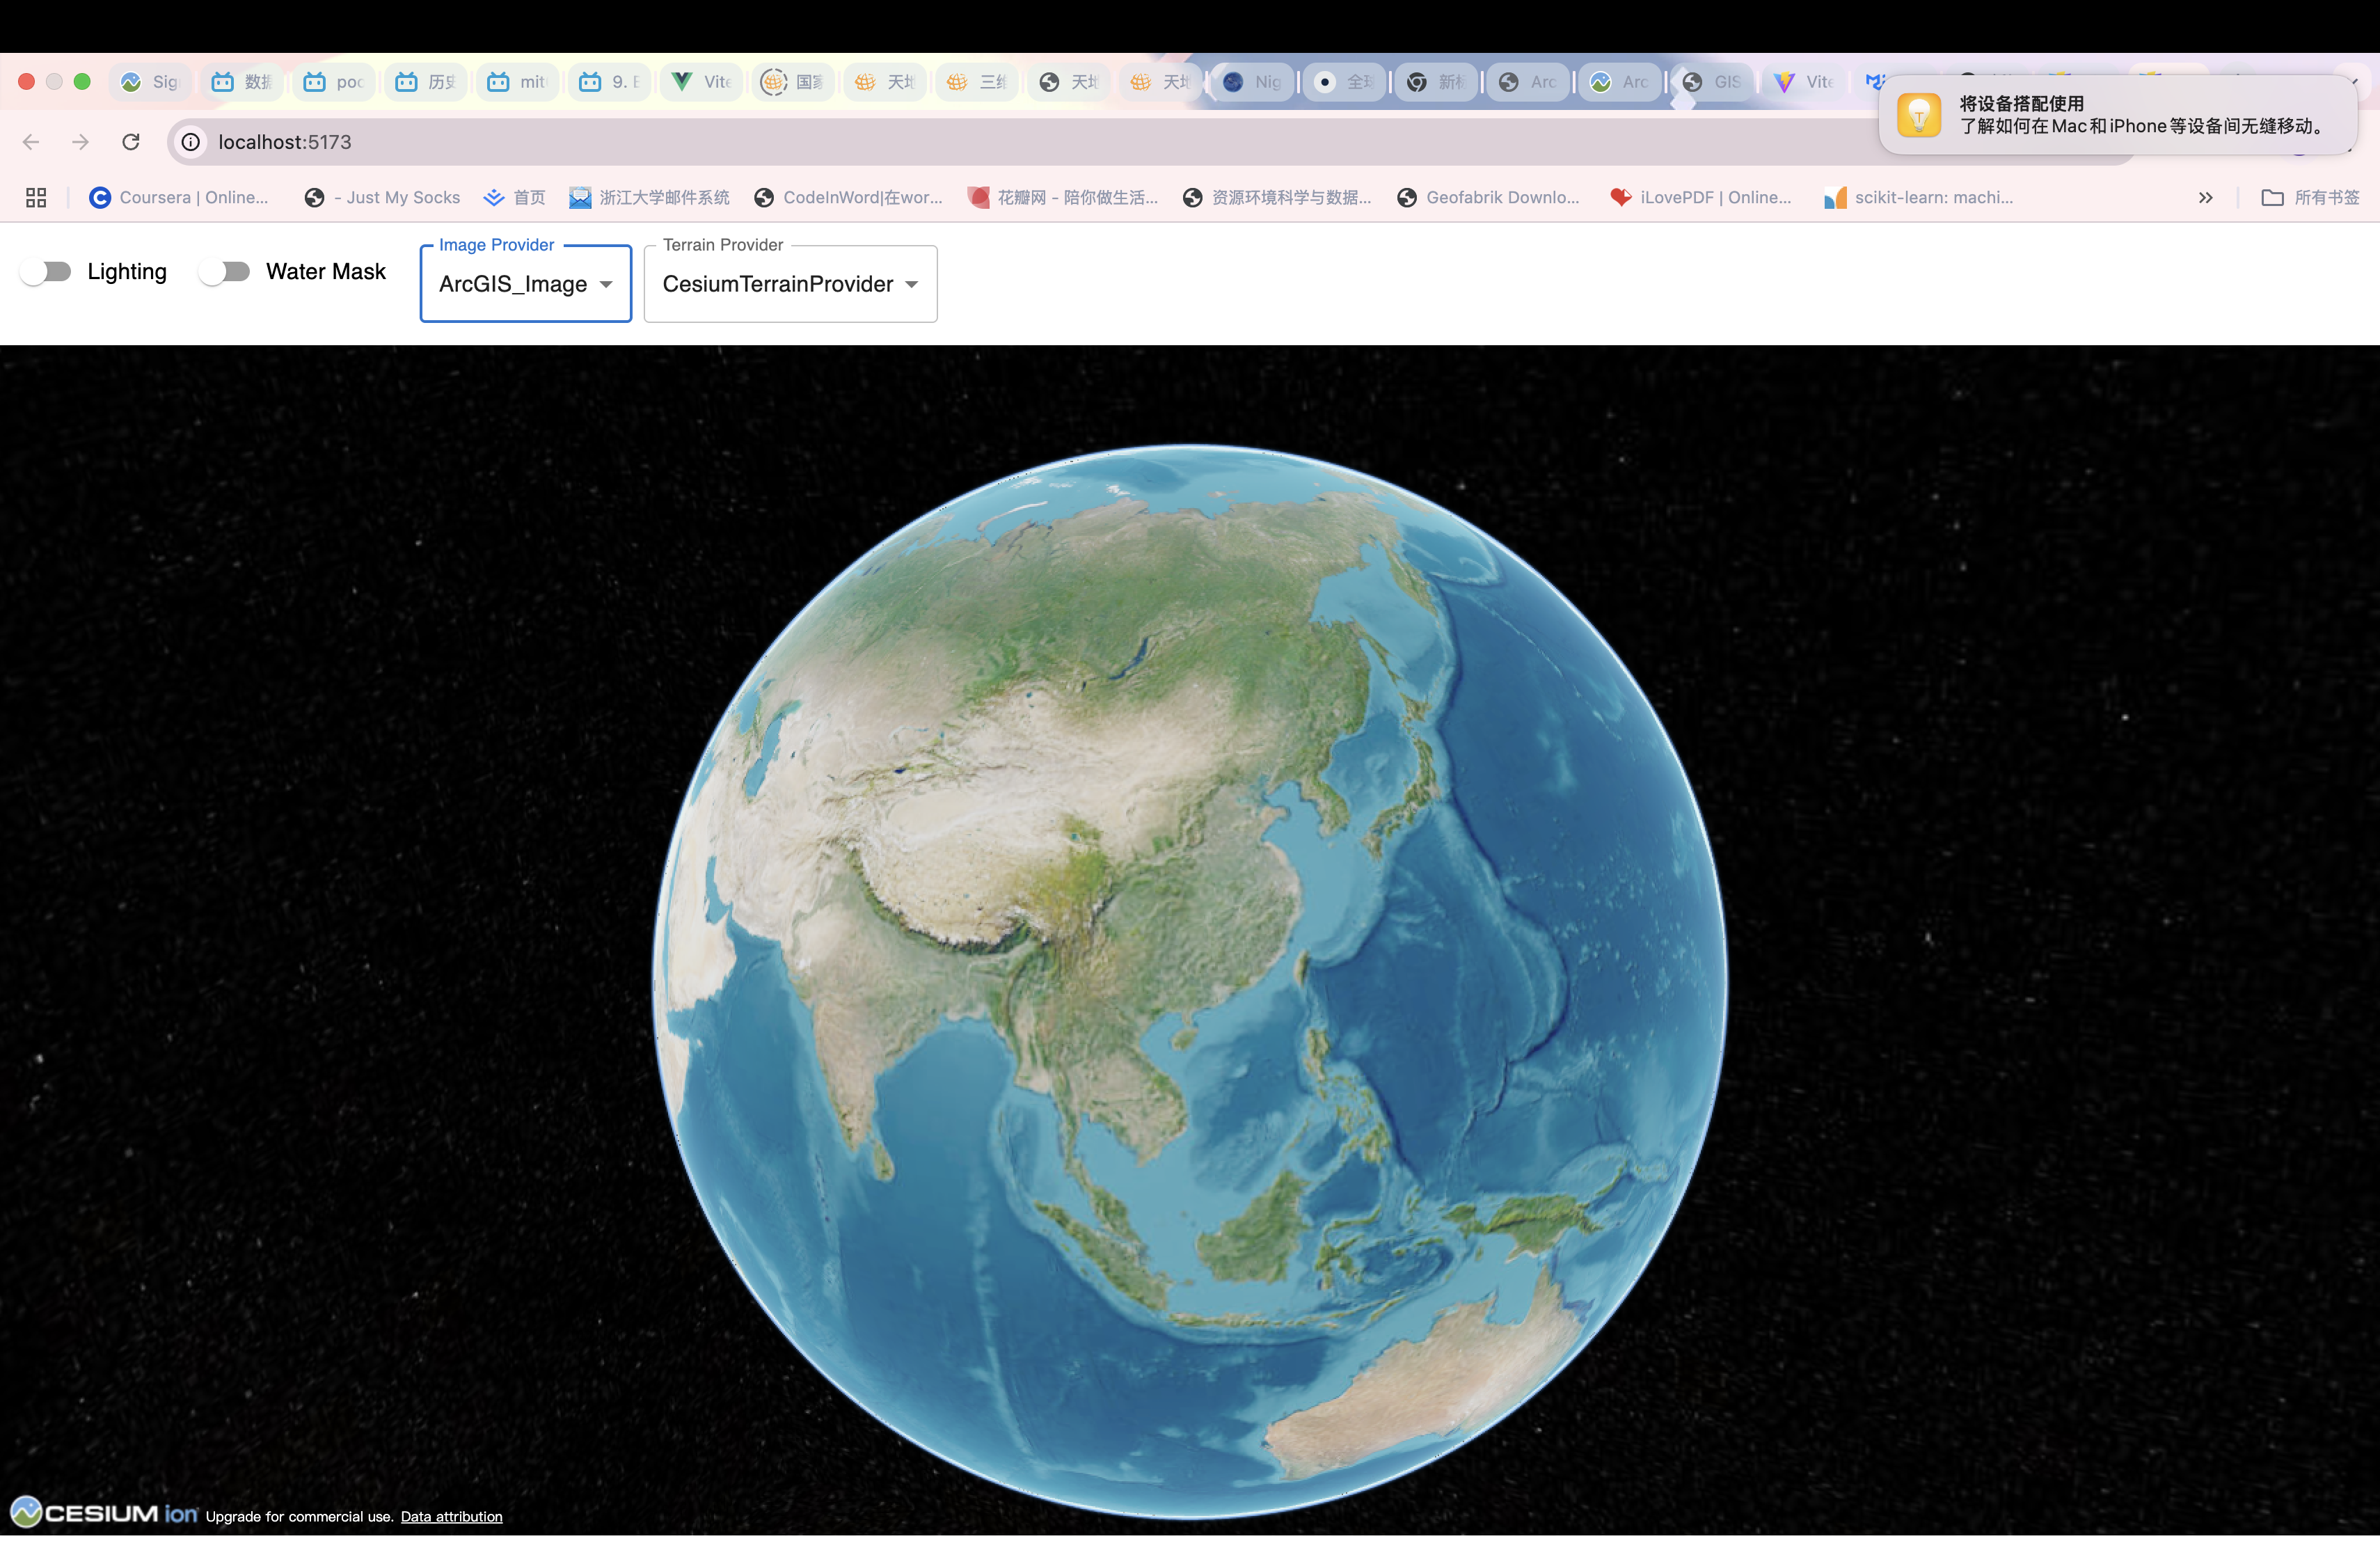 Sig
数据
poc
历史
mit
9. E
Vite
国家
天地
三维
天地
天地
Nig
全球
新标
Arc
Arc
GIS
Vite
将设备搭配使用
了解如何在Mac和iPhone等设备间无缝移动。
localhost:5173
Coursera | Online...
- Just My Socks
首页
浙江大学邮件系统
CodeInWord|在wor...
花瓣网 - 陪你做生活...
资源环境科学与数据...
Geofabrik Downlo...
iLovePDF | Online...
scikit-learn: machi...
所有书签
Lighting
Water Mask
Image Provider
ArcGIS_Image
Terrain Provider
CesiumTerrainProvider
CESIUM ion
Upgrade for commercial use. Data attribution